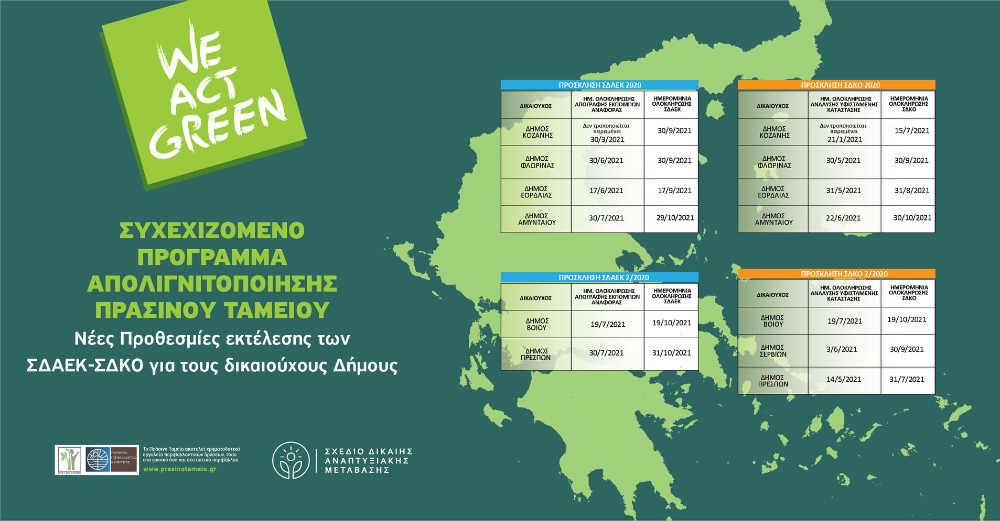 WE
ACT
GREEN
ΣΥΧΕΧΙΖΟΜΕΝΟ
ΠΡΟΓΡΑΜΜΑ
ΑΠΟΛΙΓΝΙΤΟΠΟΙΗΣΗΣ
ΠΡΑΣΙΝΟΥ ΤΑΜΕΙΟΥ
Νέες Προθεσμίες εκτέλεσης των
ΣΔΑΕΚ-ΣΔΚΟ για τους δικαιούχους Δήμους
ΠΡΑΣΙΝΟ ΤΑΜΕΙΟ
ΥΠΟΥΡΓΕΙΟ
ΠΕΡΙΒΑΛΛΟΝΤΟΣ
& ΕΝΕΡΓΕΙΑΣ
Το Πράσινο Ταμείο αποτελεί χρηματοδοτικό
εργαλείο περιβαλλοντικών δράσεων, τόσο
στο φυσικό όσο και στο αστικό περιβάλλον.
www.prasinotameio.gr
ΣΧΕΔΙΟ ΔΙΚΑΙΗΣ
ΑΝΑΠΤΥΞΙΑΚΗΣ
ΜΕΤΑΒΑΣΗΣ
ΠΡΟΣΚΛΗΣΗ ΣΔΑΕΚ 2020
ΔΙΚΑΙΟΥΧΟΣ
ΗΜ. ΟΛΟΚΛΗΡΩΣΗΣ
ΑΠΟΓΡΑΦΗΣ ΕΚΠΟΜΠΩΝ
ΑΝΑΦΟΡΑΣ
ΗΜΕΡΟΜΗΝΙΑ
ΟΛΟΚΛΗΡΩΣΗΣ
ΣΔΑΕΚ
ΔΗΜΟΣ
ΚΟΖΑΝΗΣ
Δεν τροποποιείται
παραμένει
30/3/2021
30/9/2021
ΔΗΜΟΣ
ΦΛΩΡΙΝΑΣ
30/6/2021
30/9/2021
ΔΗΜΟΣ
ΕΟΡΔΑΙΑΣ
17/6/2021
17/9/2021
ΔΗΜΟΣ
ΑΜΥΝΤΑΙΟΥ
30/7/2021
29/10/2021
ΠΡΟΣΚΛΗΣΗ ΣΔΚΟ 2020
ΔΙΚΑΙΟΥΧΟΣ
ΗΜ. ΟΛΟΚΛΗΡΩΣΗΣ
ΑΝΑΛΥΣΗΣ ΥΦΙΣΤΑΜΕΝΗΣ
ΚΑΤΑΣΤΑΣΗΣ
ΗΜΕΡΟΜΗΝΙΑ
ΟΛΟΚΛΗΡΩΣΗΣ
ΣΔΚΟ
ΔΗΜΟΣ
ΚΟΖΑΝΗΣ
Δεν τροποποιείται
παραμένει
21/1/2021
15/7/2021
ΔΗΜΟΣ
ΦΛΩΡΙΝΑΣ
30/5/2021
30/9/2021
ΔΗΜΟΣ
ΕΟΡΔΑΙΑΣ
31/5/2021
31/8/2021
ΔΗΜΟΣ
ΑΜΥΝΤΑΙΟΥ
22/6/2021
30/10/2021
ΠΡΟΣΚΛΗΣΗ ΣΔΑΕΚ 2/2020
ΔΙΚΑΙΟΥΧΟΣ
ΗΜ. ΟΛΟΚΛΗΡΩΣΗΣ
ΑΠΟΓΡΑΦΗΣ ΕΚΠΟΜΠΩΝ
ΑΝΑΦΟΡΑΣ
ΗΜΕΡΟΜΗΝΙΑ
ΟΛΟΚΛΗΡΩΣΗΣ
ΣΔΑΕΚ
ΔΗΜΟΣ
ΒΟΙΟΥ
19/7/2021
19/10/2021
ΔΗΜΟΣ
ΠΡΕΣΠΩΝ
30/7/2021
31/10/2021
ΠΡΟΣΚΛΗΣΗ ΣΔΚΟ 2/2020
ΔΙΚΑΙΟΥΧΟΣ
ΗΜ. ΟΛΟΚΛΗΡΩΣΗΣ
ΑΝΑΛΥΣΗΣ ΥΦΙΣΤΑΜΕΝΗΣ
ΚΑΤΑΣΤΑΣΗΣ
ΗΜΕΡΟΜΗΝΙΑ
ΟΛΟΚΛΗΡΩΣΗΣ
ΣΔΚΟ
ΔΗΜΟΣ
ΒΟΙΟΥ
19/7/2021
19/10/2021
ΔΗΜΟΣ
ΣΕΡΒΙΩΝ
3/6/2021
30/9/2021
ΔΗΜΟΣ
ΠΡΕΣΠΩΝ
14/5/2021
31/7/2021